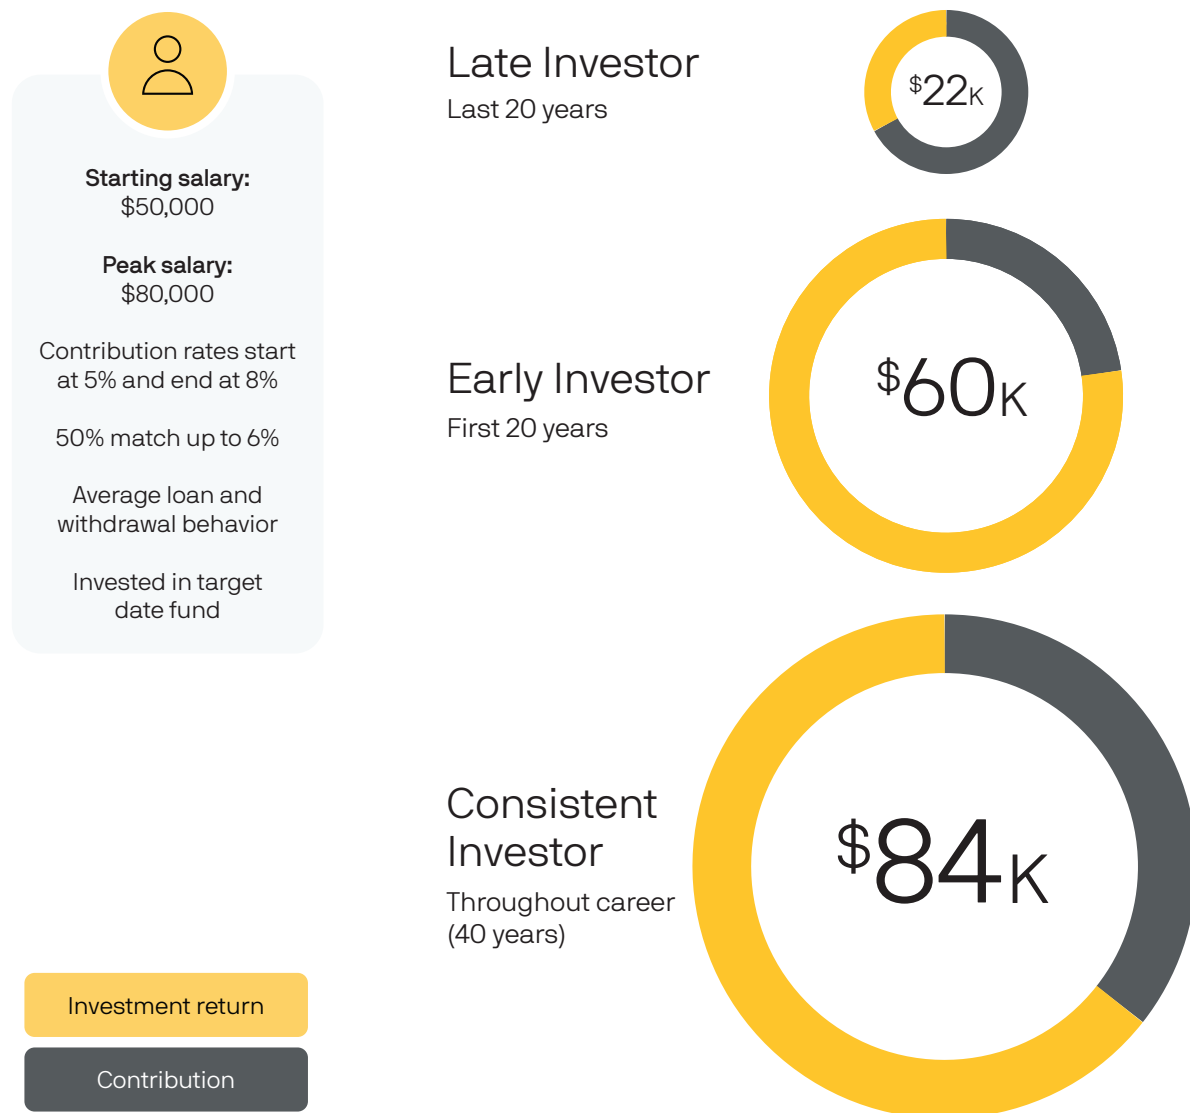 Starting salary:
$50,000
Peak salary:
$80,000
Contribution rates start
at 5% and end at 8%
50% match up to 6%
Average loan and
withdrawal behavior
Invested in target
date fund
Late Investor
Last 20 years
$22K
Early Investor
First 20 years
$60K
Consistent
Investor
Throughout career
(40 years)
$84K
Investment return
Contribution